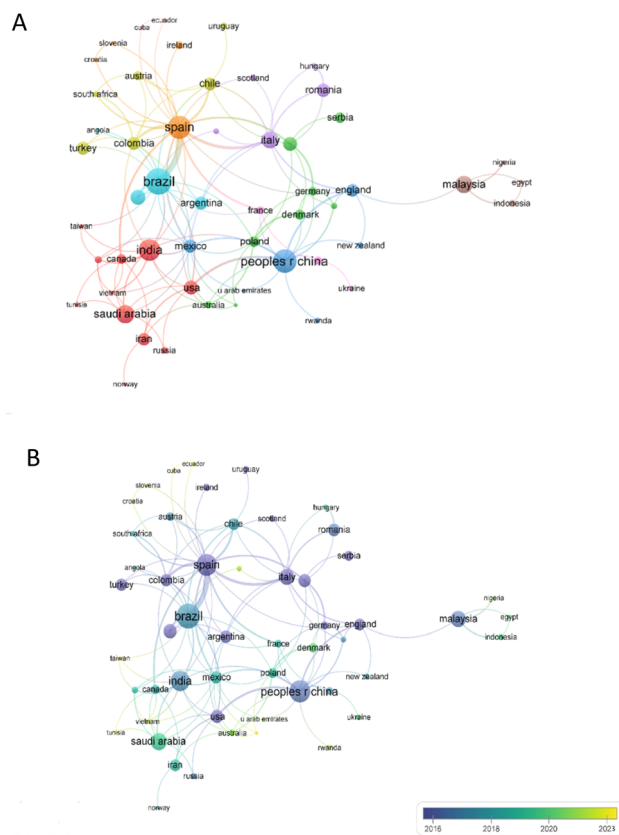 A
ecuador
cuba
uruguay
slovenia
ireland
croatia
scotland
hungary
austria
chile
romania
south africa
serbia
spain
angola
italy
colombia
turkey
nigeria
brazil
malaysia
egypt
germany
england
argentina
indonesia
france
denmark
taiwan
poland
mexico
new zealand
india
canada
peoples r china
ukraine
usa
vietnam
u arab emirates
tunisia
australia
saudi arabia
rwanda
iran
russia
norway
B
ecuador
cuba
uruguay
slovenia
ireland
croatia
hungary
austria
chile
scotland
romania
south africa
serbia
spain
angola
italy
turkey
colombia
nigeria
brazil
malaysia
egypt
germany
england
argentina
indonesia
france
denmark
taiwan
poland
mexico
new zealand
india
canada
peoples r china
ukraine
usa
vietnam
u arab emirates
tunisia
australia
saudi arabia
rwanda
iran
russia
norway
2016 2018 2020 2023